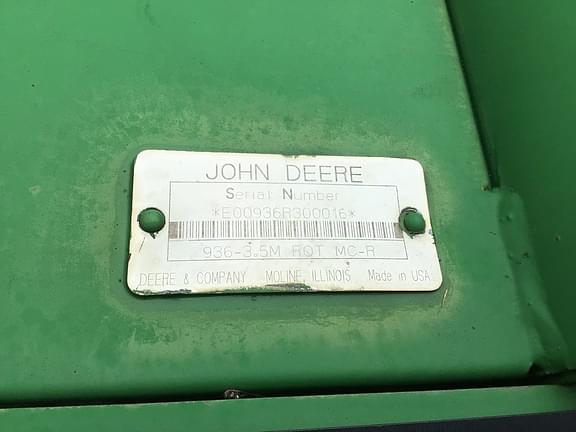 JOHN DEERE
Serial Number
*E00936R300016*
936-3.5M ROT MC-R
DEERE & COMPANY MOLINE, ILLINOIS Made in USA